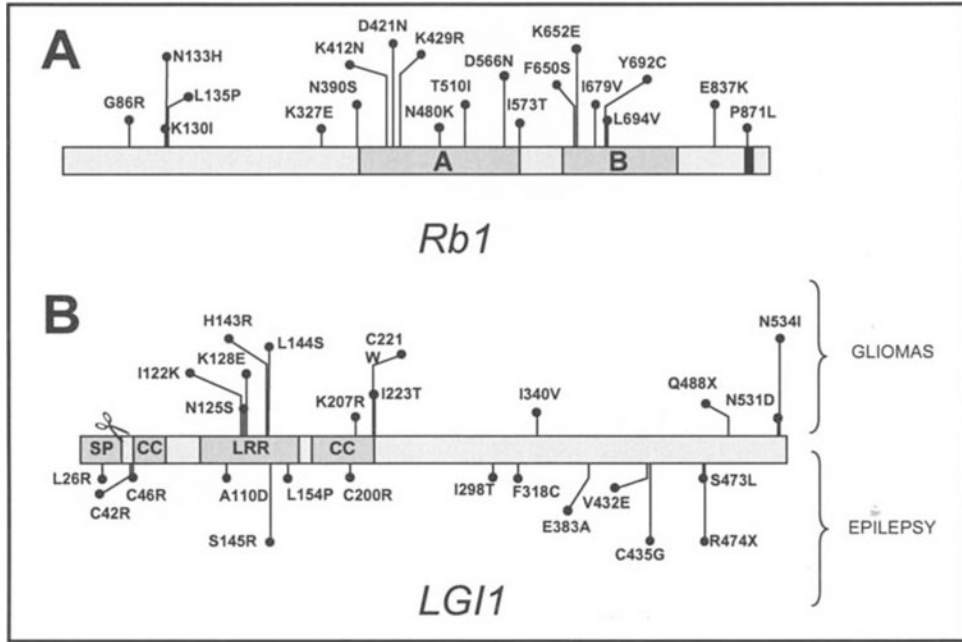 A
D421N
K652E
N133H
K412N
K429R
D566N
Y692C
L135P
N390S
T510I
F650S
I679V
E837K
G86R
K130I
K327E
N480K
I573T
L694V
P871L
A
B
Rb1
B
H143R
L144S
C221
W
N534I
GLIOMAS
I122K
K128E
N125S
K207R
I223T
I340V
Q488X
N531D
SP
CC
LRR
CC
L26R
C46R
A110D
L154P
C200R
I298T
F318C
V432E
S473L
C42R
E383A
EPILEPSY
S145R
C435G
R474X
LGI1